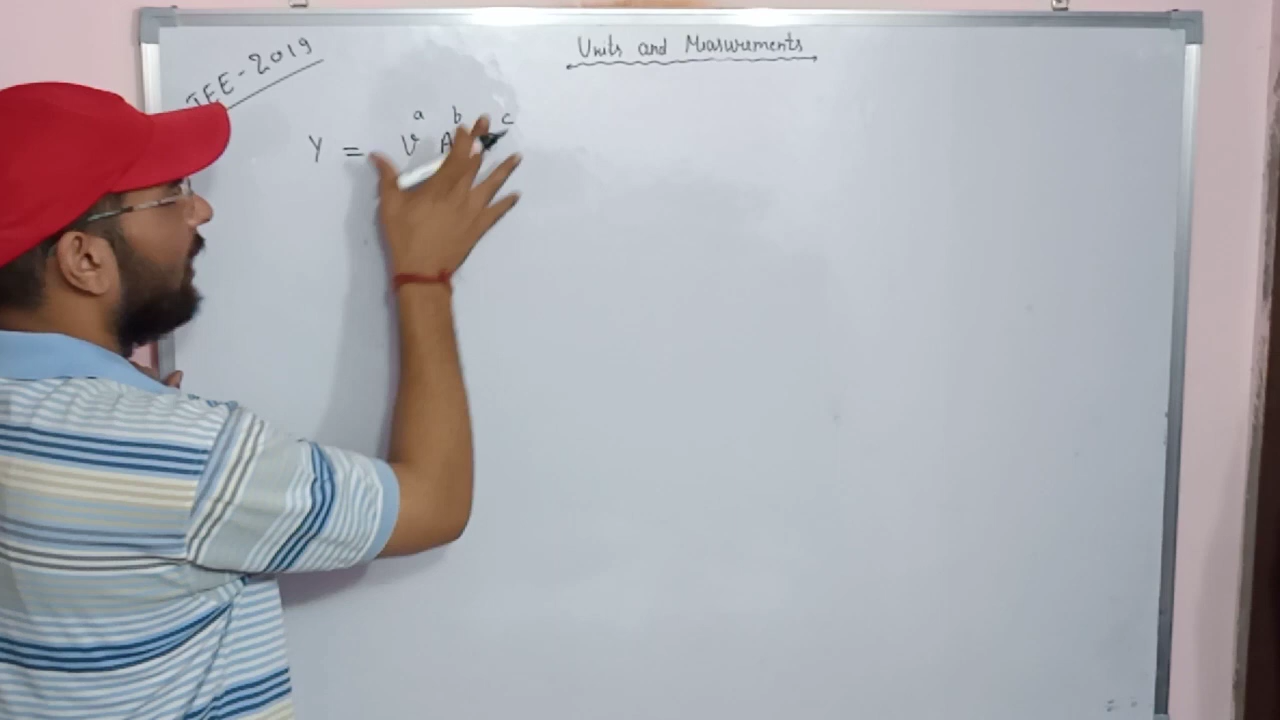 Units and Measurements
JEE-2019
Y = V^a A^b ^c